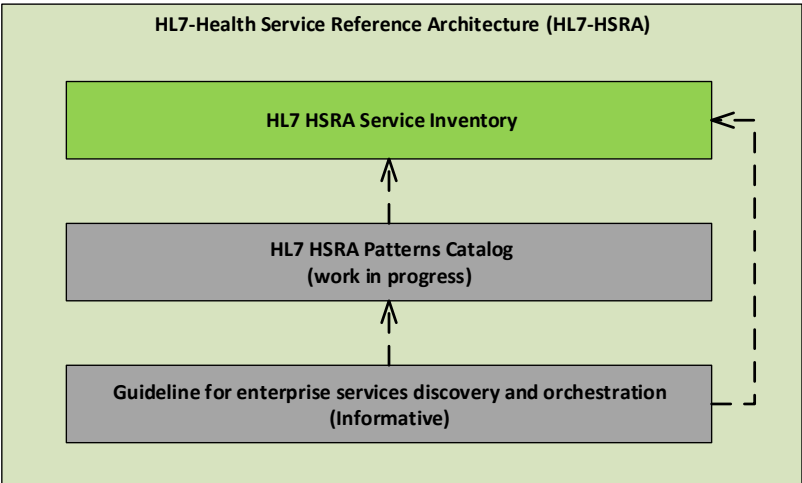 HL7-Health Service Reference Architecture (HL7-HSRA)
HL7 HSRA Service Inventory
HL7 HSRA Patterns Catalog
(work in progress)
Guideline for enterprise services discovery and orchestration
(Informative)